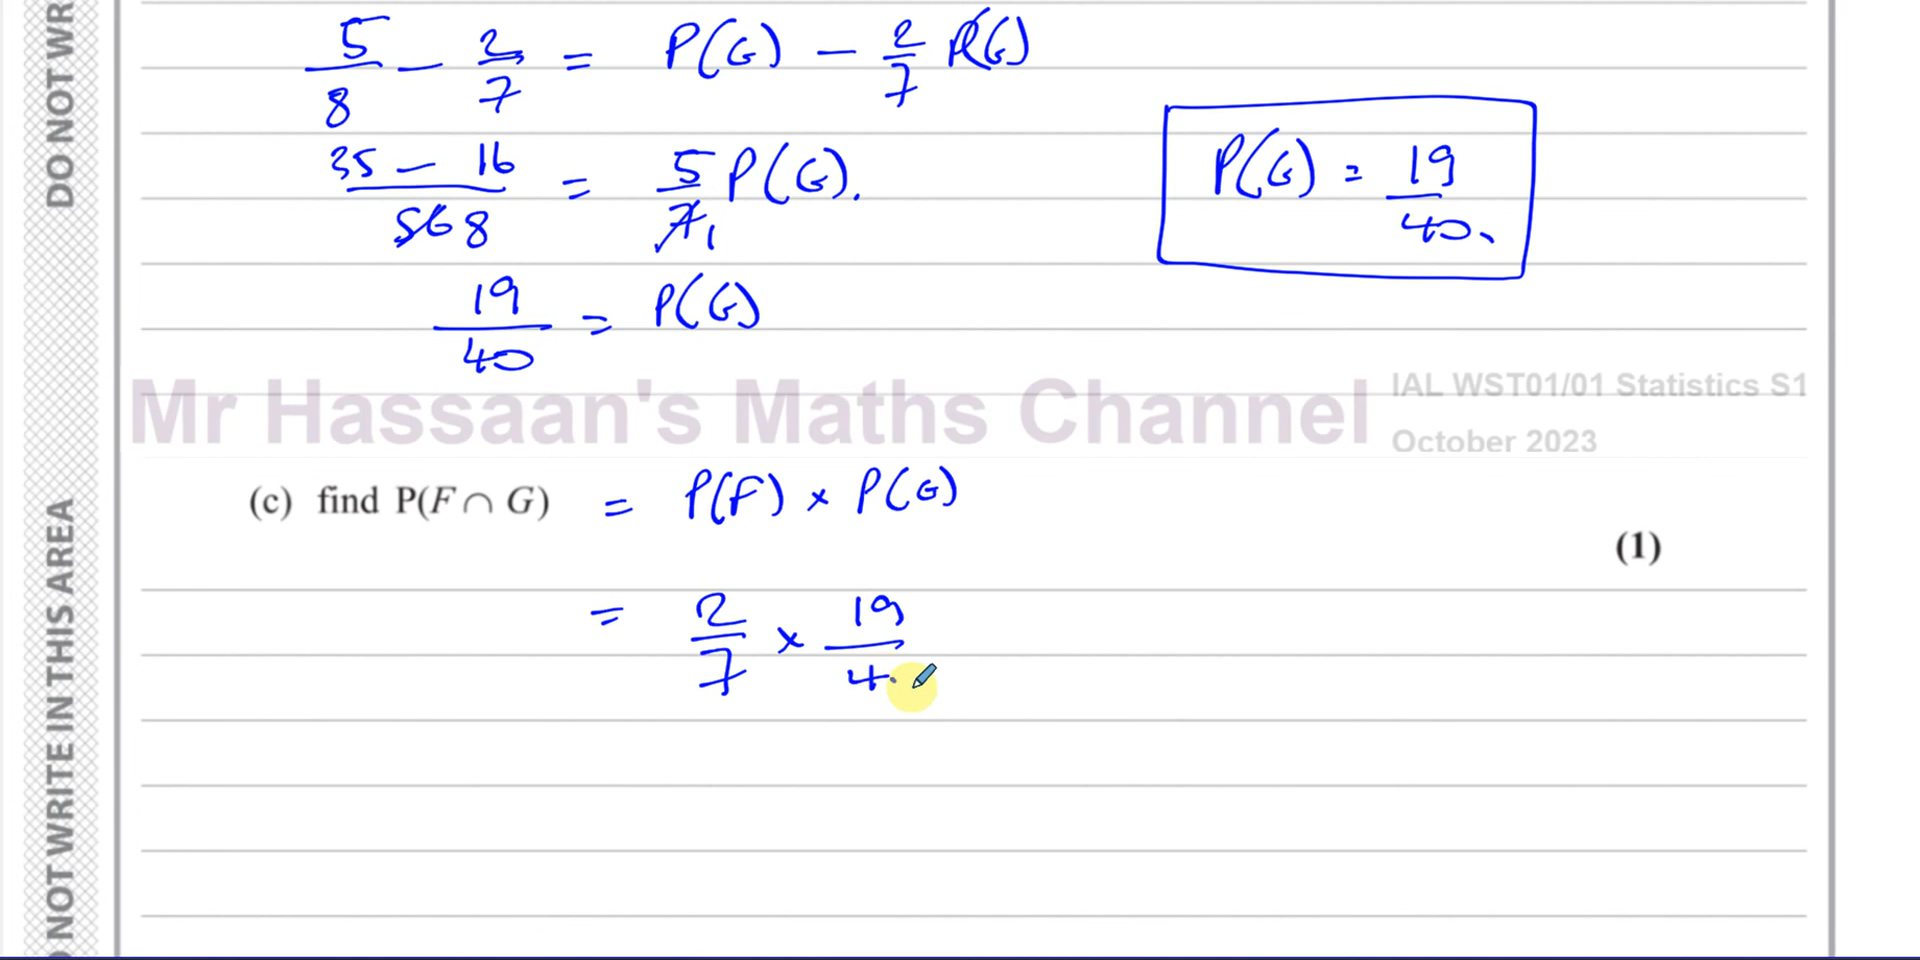 5/8 - 2/7 = P(G) - 2/7 P(G)
35 - 16 / 56 8 = 5/7 1 P(G).
P(G) = 19/40.
19/40 = P(G)
Mr Hassaan's Maths Channel
IAL WST01/01 Statistics S1
October 2023
(c) find P(F ∩ G) = P(F) × P(G)
(1)
= 2/7 × 19/4
DO NOT WR
O NOT WRITE IN THIS AREA